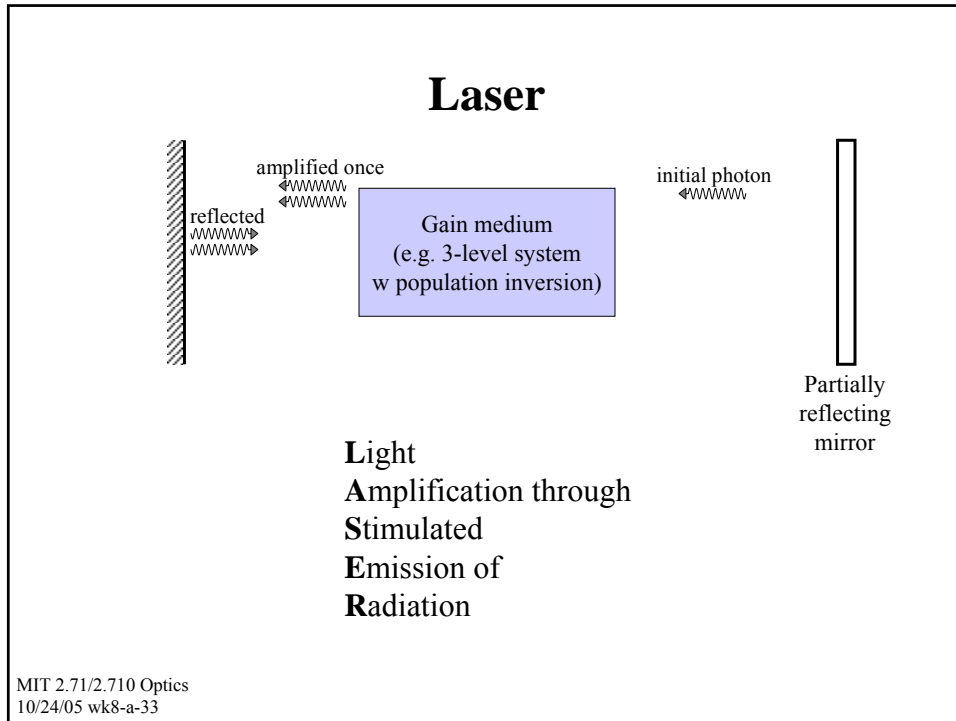 Laser
amplified once
initial photon
reflected
Gain medium
(e.g. 3-level system
w population inversion)
Partially
reflecting
mirror
Light
Amplification through
Stimulated
Emission of
Radiation
MIT 2.71/2.710 Optics
10/24/05 wk8-a-33